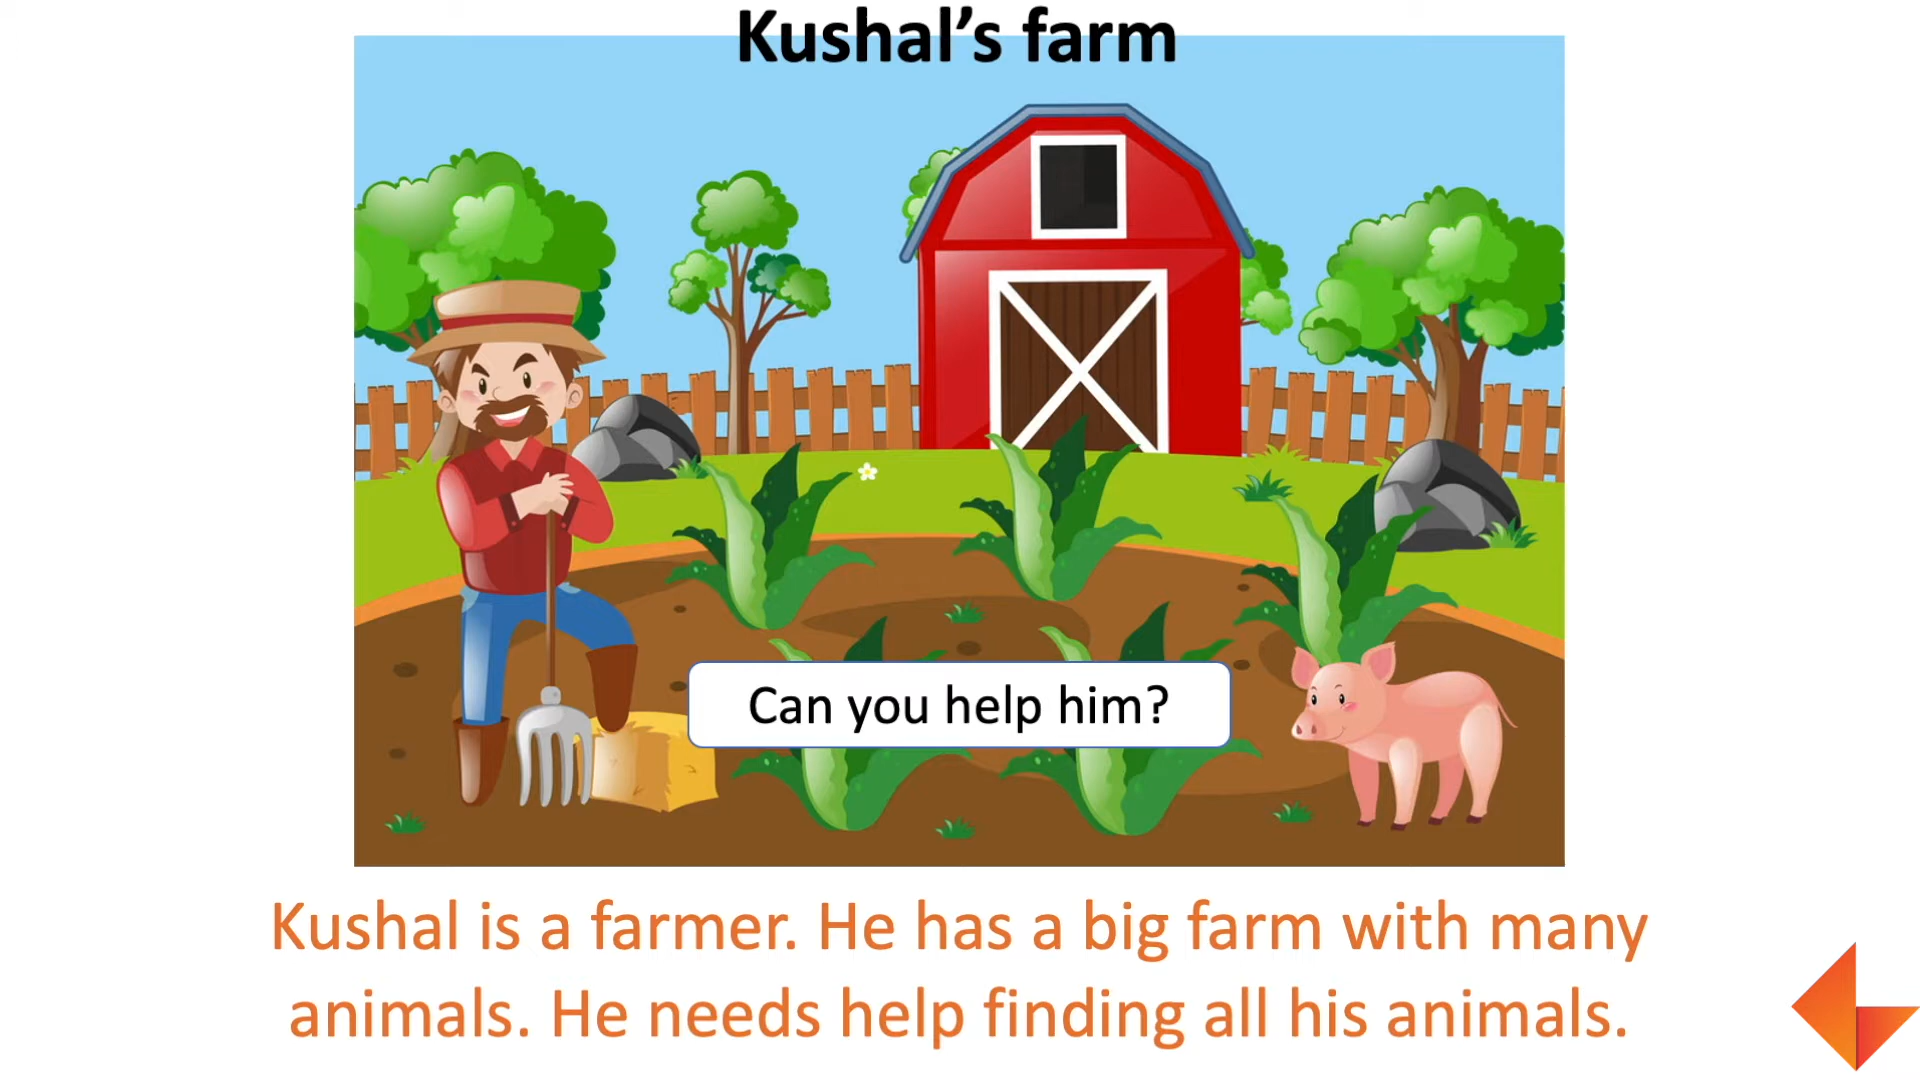 Kushal’s farm
Can you help him?
Kushal is a farmer. He has a big farm with many
animals. He needs help finding all his animals.